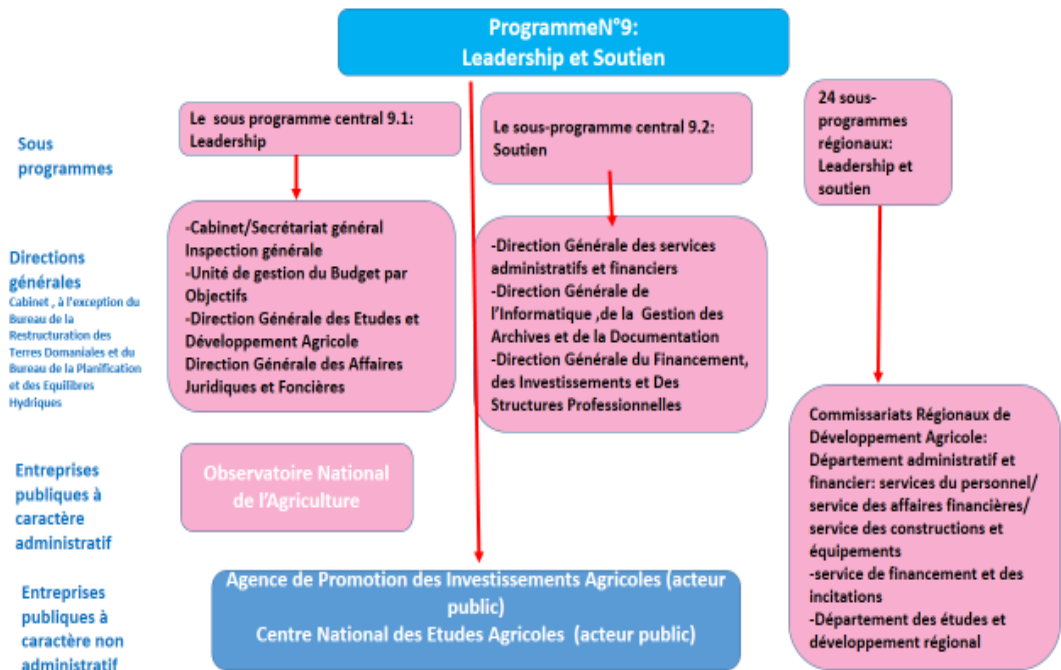 ProgrammeN°9:
Leadership et Soutien
Sous
programmes
Le sous programme central 9.1:
Leadership
Le sous-programme central 9.2:
Soutien
24 sous-
programmes
régionaux:
Leadership et
soutien
Directions
générales
Cabinet , à l'exception du
Bureau de la
Restructuration des
Terres Domaniales et du
Bureau de la Planification
et des Equilibres
Hydriques
-Cabinet/Secrétariat général
Inspection générale
-Unité de gestion du Budget par
Objectifs
-Direction Générale des Etudes et
Développement Agricole
Direction Générale des Affaires
Juridiques et Foncières
-Direction Générale des services
administratifs et financiers
-Direction Générale de
l'Informatique ,de la Gestion des
Archives et de la Documentation
-Direction Générale du Financement,
des Investissements et Des
Structures Professionnelles
Commissariats Régionaux de
Développement Agricole:
Département administratif et
financier: services du personnel/
service des affaires financières/
service des constructions et
équipements
-service de financement et des
incitations
-Département des études et
développement régional
Entreprises
publiques à
caractère
administratif
Observatoire National
de l'Agriculture
Entreprises
publiques à
caractère non
administratif
Agence de Promotion des Investissements Agricoles (acteur
public)
Centre National des Etudes Agricoles (acteur public)